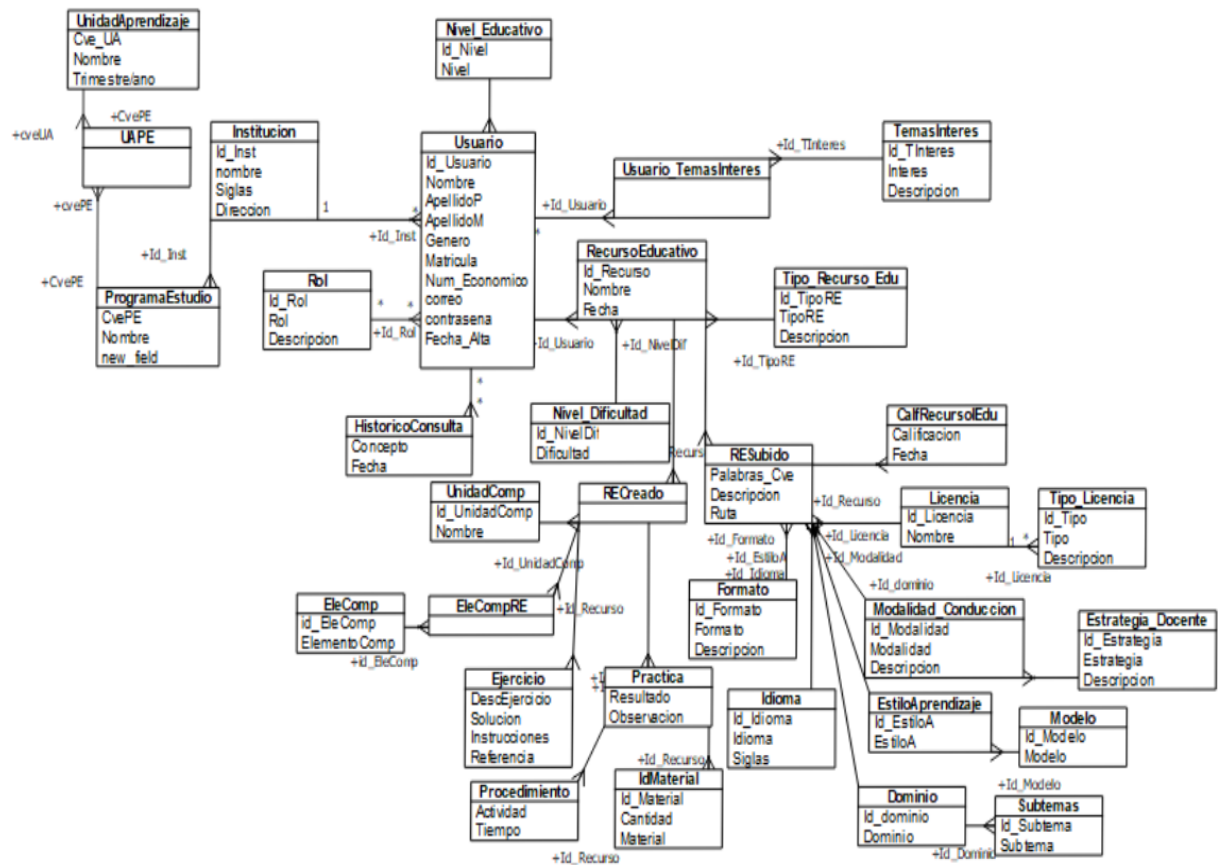 UnidadAprendizaje
Cve_UA
Nombre
Trimestre/ano
+CvePE
+cveUA
UAPE
+cvePE
+CvePE
Institucion
Id_Inst
nombre
Siglas
Direccion
1
*
+Id_Inst
+Id_Inst
ProgramaEstudio
CvePE
Nombre
new_field
Nivel_Educativo
Id_Nivel
Nivel
Usuario
Id_Usuario
Nombre
ApellidoP
ApellidoM
Genero
Matricula
Num_Economico
correo
contrasena
Fecha_Alta
Rol
Id_Rol
Rol
Descripcion
*
*
+Id_Rol
*
*
HistoricoConsulta
Concepto
Fecha
Usuario_TemasInteres
+Id_Usuario
*
+Id_TInteres
TemasInteres
Id_TInteres
Interes
Descripcion
RecursoEducativo
Id_Recurso
Nombre
Fecha
+Id_Usuario
+Id_NivelDif
Tipo_Recurso_Edu
Id_TipoRE
TipoRE
Descripcion
+Id_TipoRE
Nivel_Dificultad
Id_NivelDif
Dificultad
Recurs
RESubido
Palabras_Cve
Descripcion
Ruta
CalfRecursolEdu
Calificacion
Fecha
+Id_Recurso
Licencia
Id_Licencia
Nombre
Tipo_Licencia
Id_Tipo
Tipo
Descripcion
1
*
+Id_Licencia
+Id_Formato
+Id_Licencia
+Id_EstiloA
+Id_Modalidad
+Id_Idioma
+Id_dominio
UnidadComp
Id_UnidadComp
Nombre
RECreado
+Id_UnidadComp
EleComp
id_EleComp
ElementoComp
+id_EleComp
EleCompRE
+Id_Recurso
Formato
Id_Formato
Formato
Descripcion
Modalidad_Conduccion
Id_Modalidad
Modalidad
Descripcion
Estrategia_Docente
Id_Estrategia
Estrategia
Descripcion
Ejercicio
DescEjercicio
Solucion
Instrucciones
Referencia
Practica
Resultado
Observacion
+Id_Recurso
Idioma
Id_Idioma
Idioma
Siglas
EstiloAprendizaje
Id_EstiloA
EstiloA
Modelo
Id_Modelo
Modelo
+Id_Modelo
Procedimiento
Actividad
Tiempo
+Id_Recurso
IdMaterial
Id_Material
Cantidad
Material
Dominio
Id_dominio
Dominio
+Id_Dominio
Subtemas
Id_Subtema
Subtema